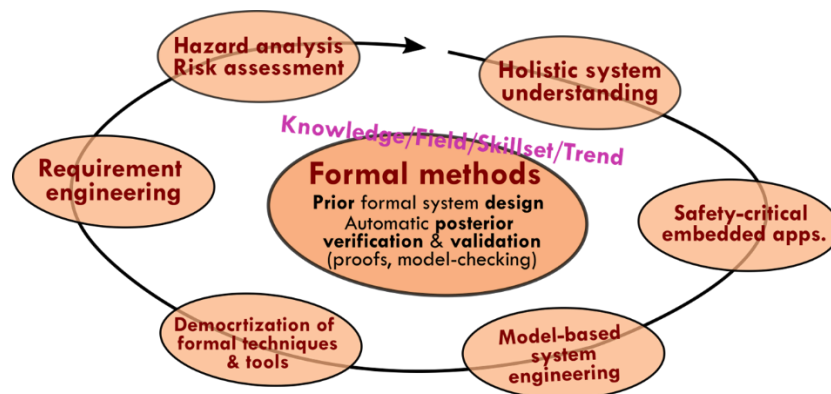 Hazard analysis
Risk assessment
Holistic system
understanding
Knowledge/Field/Skillset/Trend
Formal methods
Prior formal system design
Automatic posterior
verification & validation
(proofs, model-checking)
Requirement
engineering
Safety-critical
embedded apps.
Democrtization of
formal techniques
& tools
Model-based
system
engineering